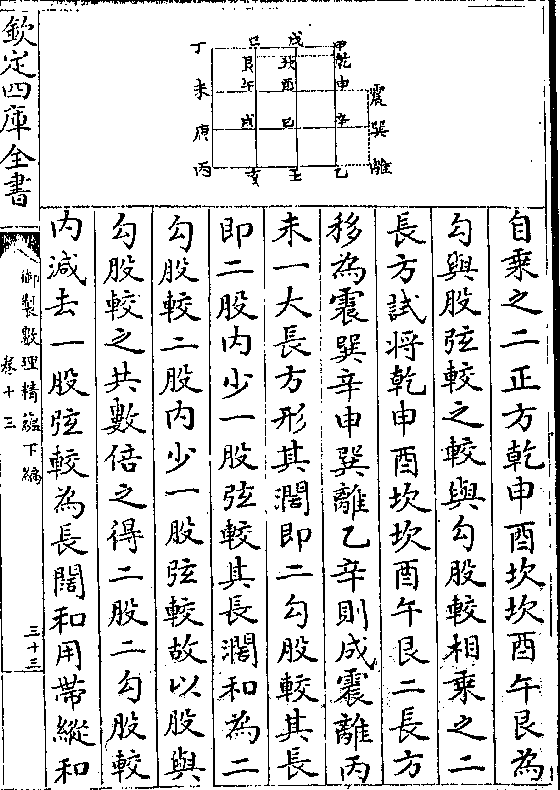 自乘之二正方乾申酉坎坎酉午艮為
勾與股弦較之較與勾股較相乘之二
長方試將乾申酉坎坎酉午艮二長方
移為震巽辛申巽離乙辛則成震離丙
未一大長方形其濶即二勾股較其長
即二股内少一股弦較其長濶和為二
勾股較二股内少一股弦較故以股與
勾股較之共數倍之得二股二勾股較
内減去一股弦較為長闊和用帶縱和
欽定四庫全書
御製數理精藴下編
卷十三
三十三
丁 己 戊 甲
艮 坎 乾
未 午 酉 申 震
庚 戌 巳 辛 巽
丙 亥 壬 乙 離